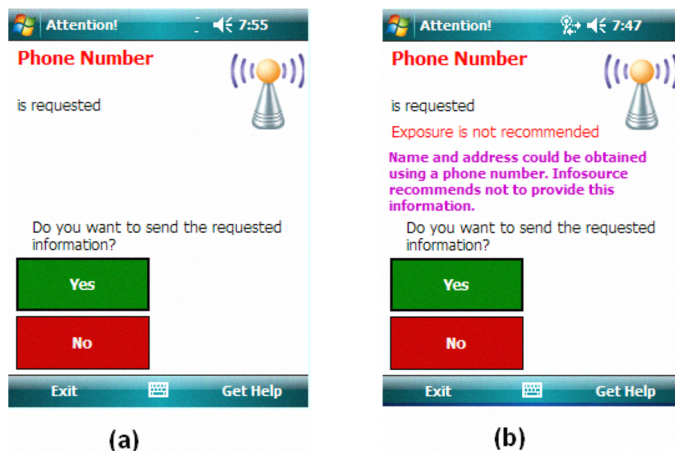 Attention! 7:55
Phone Number
is requested
Do you want to send the requested
information?
Yes
No
Exit Get Help
(a)
Attention! 7:47
Phone Number
is requested
Exposure is not recommended
Name and address could be obtained
using a phone number. Infosource
recommends not to provide this
information.
Do you want to send the requested
information?
Yes
No
Exit Get Help
(b)